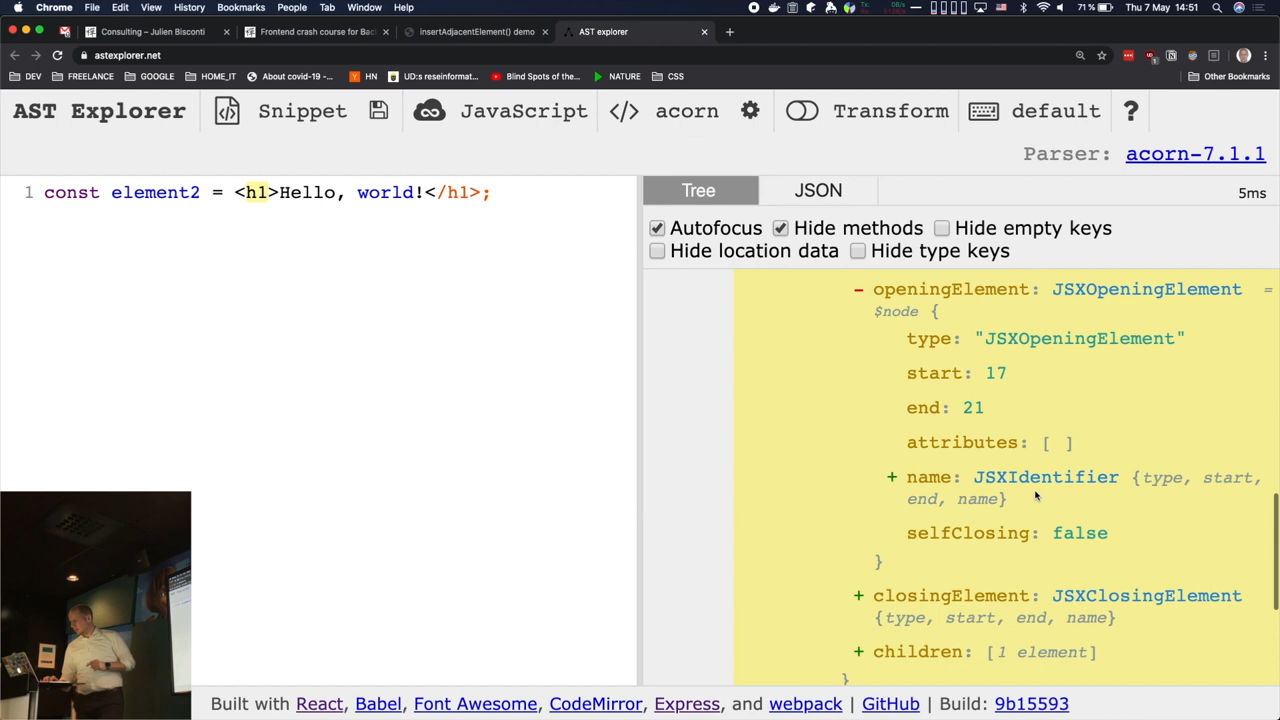 Chrome File Edit View History Bookmarks People Tab Window Help 71% Thu 7 May 14:51
Consulting – Julien Bisconti × Frontend crash course for Bac × insertAdjacentElement() demo × AST explorer × +
astexplorer.net
DEV FREELANCE GOOGLE HOME_IT About covid-19 -... HN UD:s reseinformat... Blind Spots of the... NATURE CSS Other Bookmarks
AST Explorer Snippet JavaScript </> acorn Transform default ?
Parser: acorn-7.1.1
1 const element2 = <h1>Hello, world!</h1>;
Tree JSON 5ms
Autofocus Hide methods Hide empty keys
Hide location data Hide type keys
- openingElement: JSXOpeningElement =
$node {
type: "JSXOpeningElement"
start: 17
end: 21
attributes: [ ]
+ name: JSXIdentifier {type, start,
end, name}
selfClosing: false
}
+ closingElement: JSXClosingElement
{type, start, end, name}
+ children: [1 element]
}
Built with React, Babel, Font Awesome, CodeMirror, Express, and webpack | GitHub | Build: 9b15593